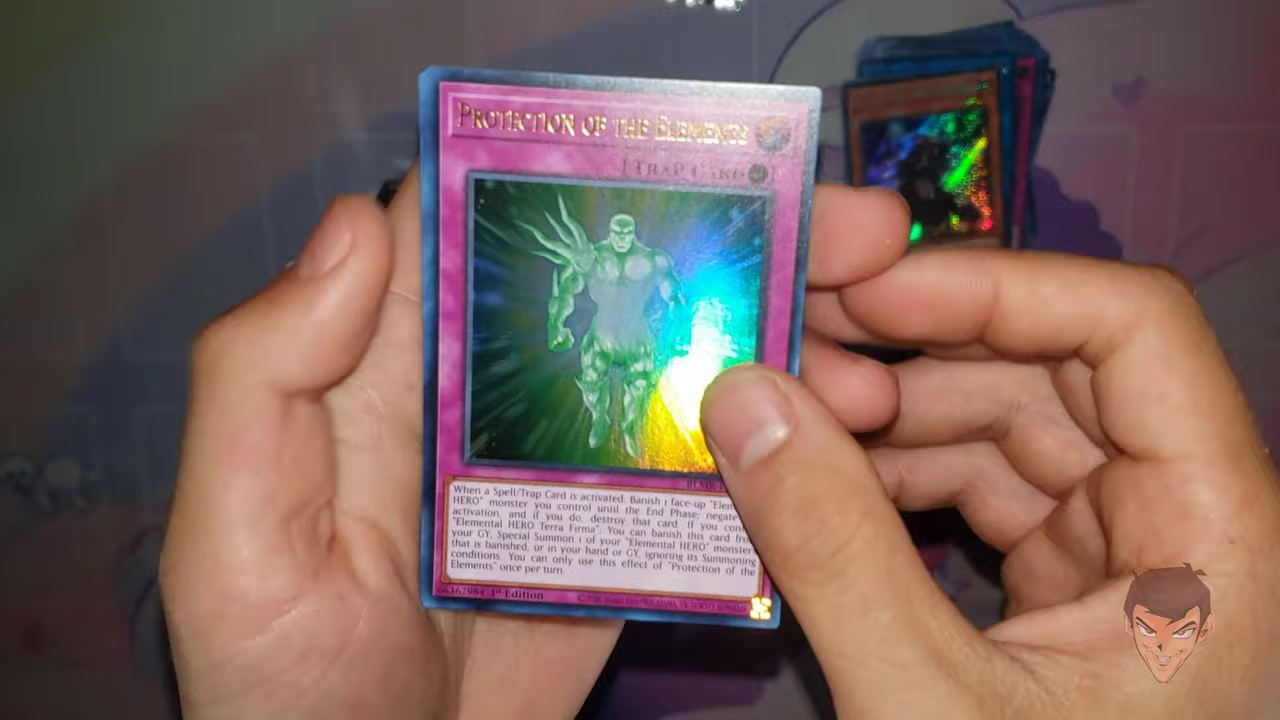 PROTECTION OF THE ELEMENTS
[TRAP CARD
When a Spell/Trap Card is activated: Banish 1 face-up "Elem
HERO" monster you control until the End Phase; negate
activation, and if you do, destroy that card. If you con
"Elemental HERO Terra Firma": You can banish this card fro
your GY; Special Summon 1 of your "Elemental HERO" monster
that is banished, or in your hand or GY, ignoring its Summoning
conditions. You can only use this effect of "Protection of the
Elements" once per turn.
66367984 1st Edition